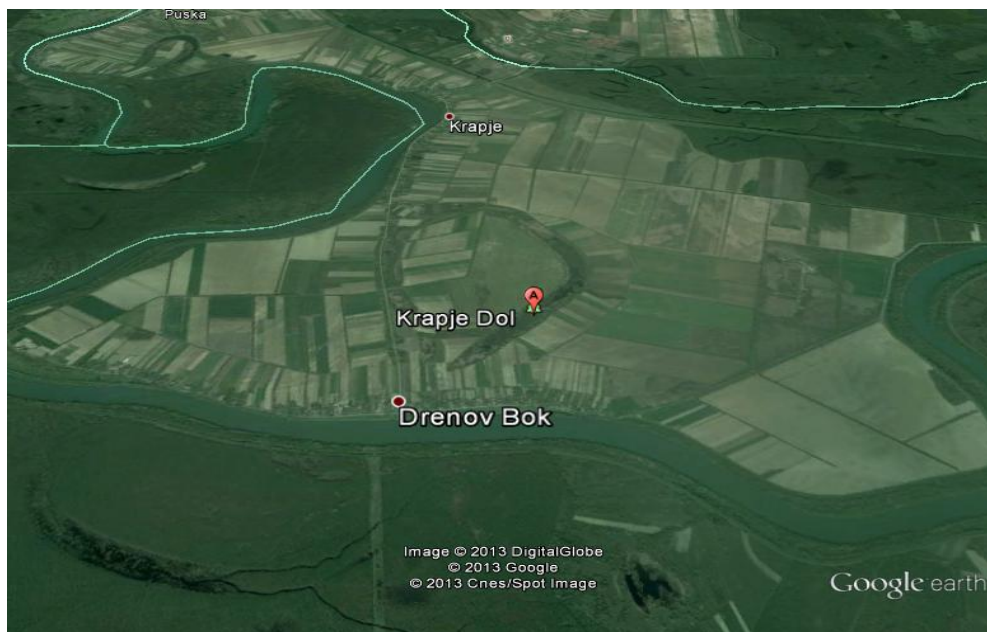 Puska
Krapje
A
Krapje Dol
Drenov Bok
Image © 2013 DigitalGlobe
© 2013 Google
© 2013 Cnes/Spot Image
Google earth